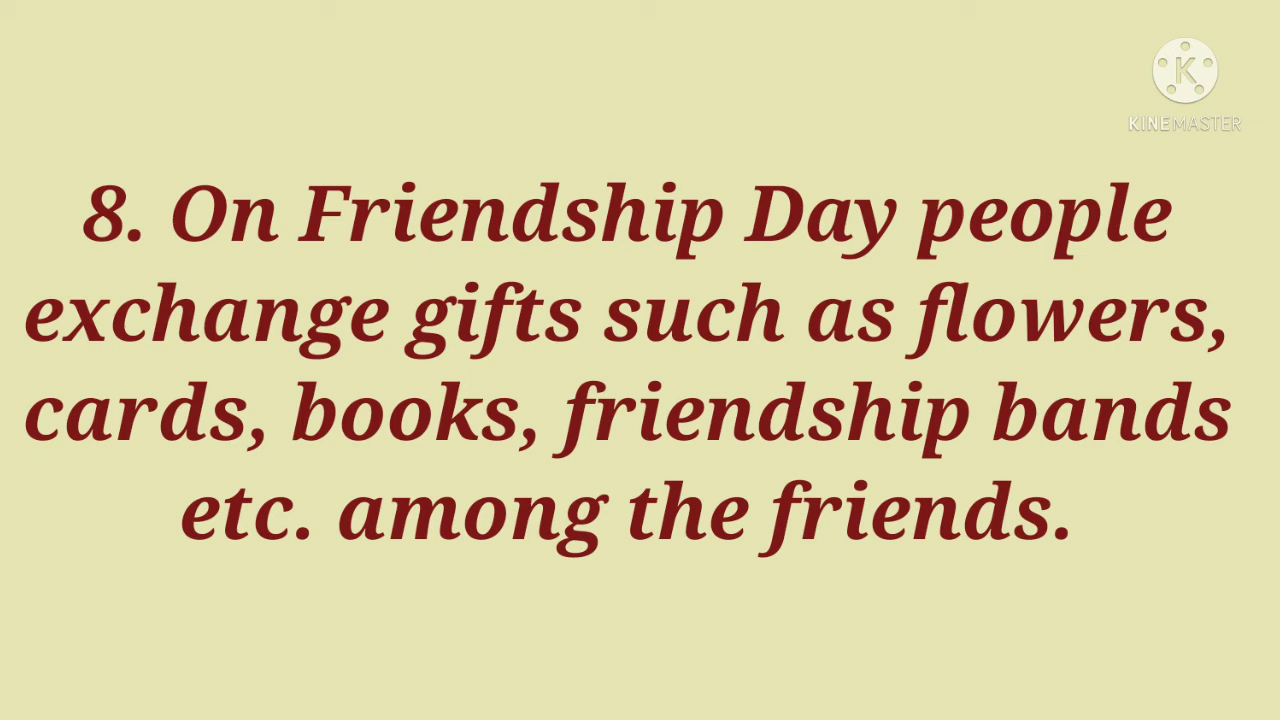 K
KINEMASTER
8. On Friendship Day people
exchange gifts such as flowers,
cards, books, friendship bands
etc. among the friends.